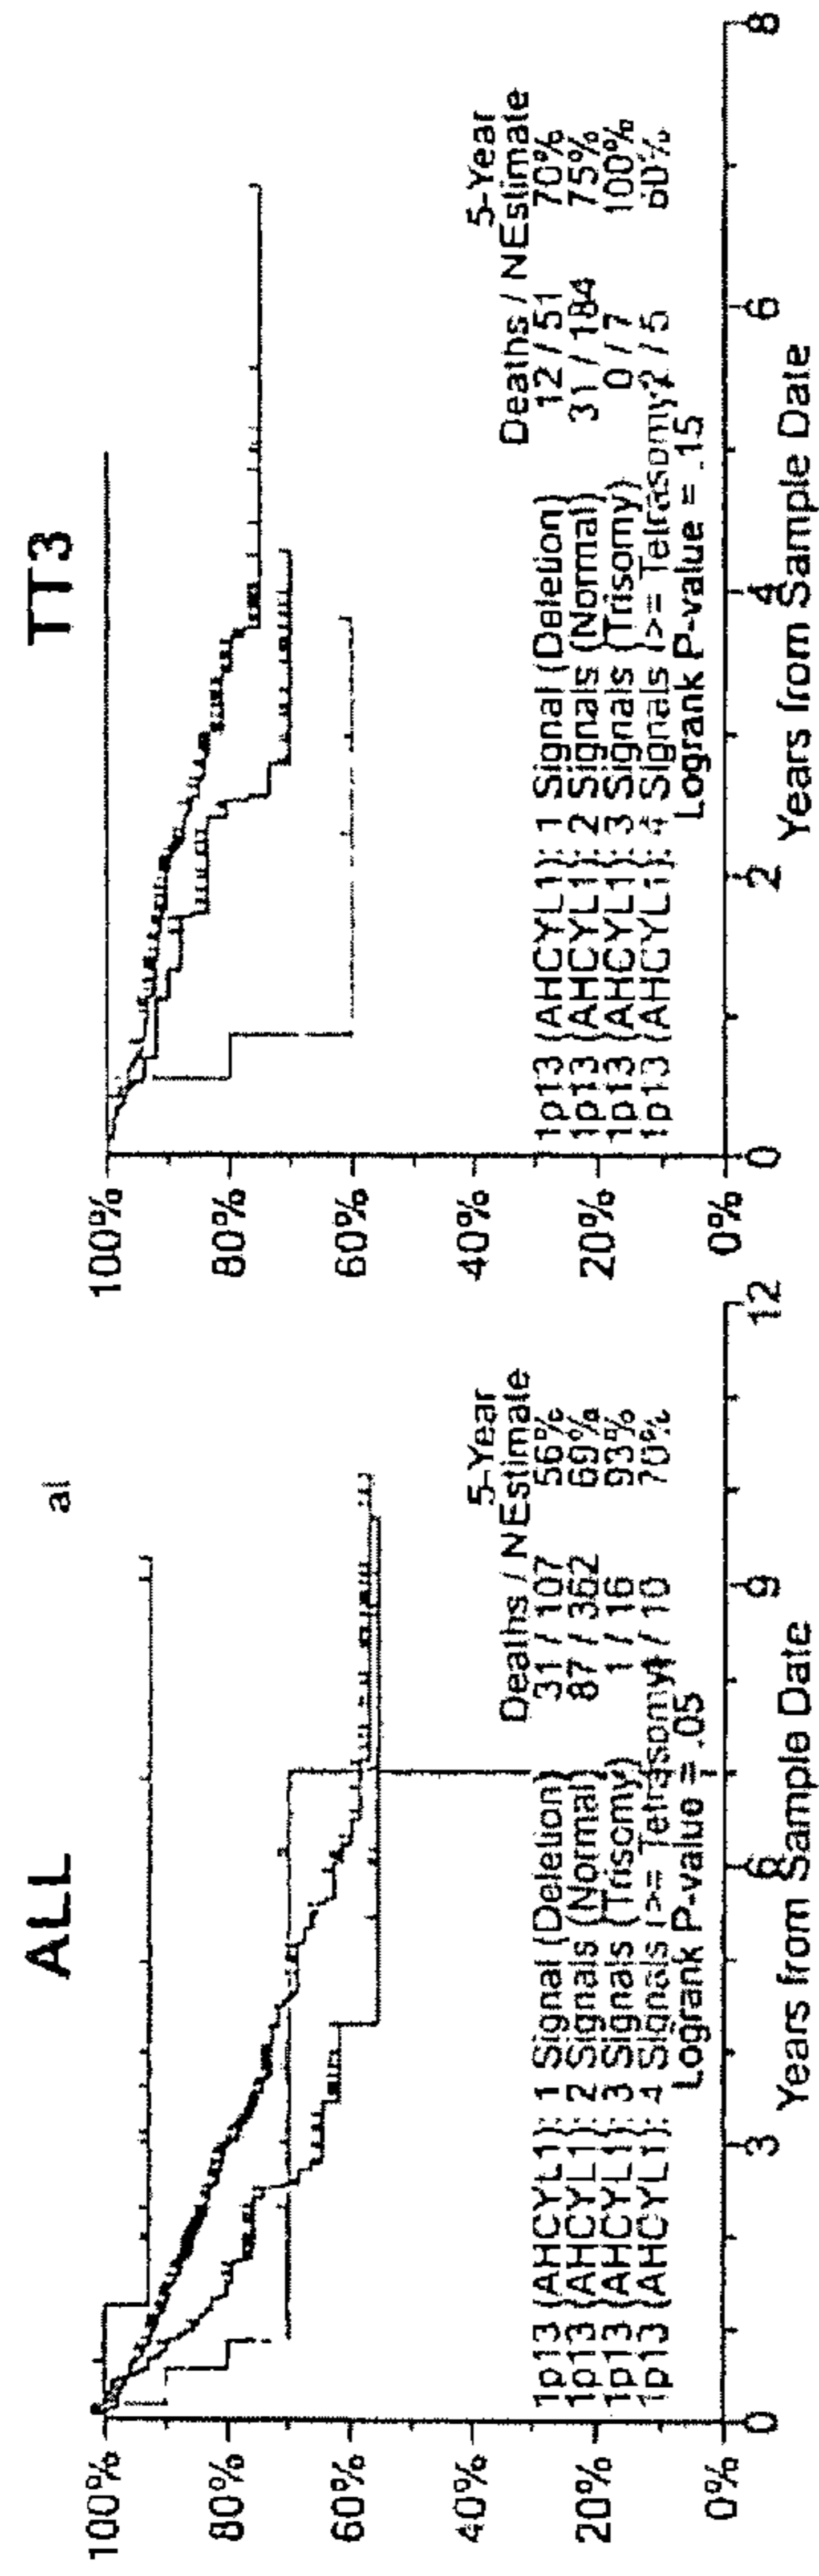 ALL
al
100%
80%
60%
40%
20%
0%
5-Year
Deaths / N Estimate
1p13 (AHCYL1): 1 Signal (Deletion) 31 / 107 56%
1p13 (AHCYL1): 2 Signals (Normal) 87 / 362 69%
1p13 (AHCYL1): 3 Signals (Trisomy) 1 / 16 93%
1p13 (AHCYL1): 4 Signals (>= Tetrasomy) 4 / 10 70%
Logrank P-value = .05
0 3 6 9 12
Years from Sample Date
TT3
100%
80%
60%
40%
20%
0%
5-Year
Deaths / N Estimate
1p13 (AHCYL1): 1 Signal (Deletion) 12 / 51 70%
1p13 (AHCYL1): 2 Signals (Normal) 31 / 184 75%
1p13 (AHCYL1): 3 Signals (Trisomy) 0 / 7 100%
1p13 (AHCYL1): 4 Signals (>= Tetrasomy) 2 / 5 60%
Logrank P-value = .15
0 2 4 6 8
Years from Sample Date